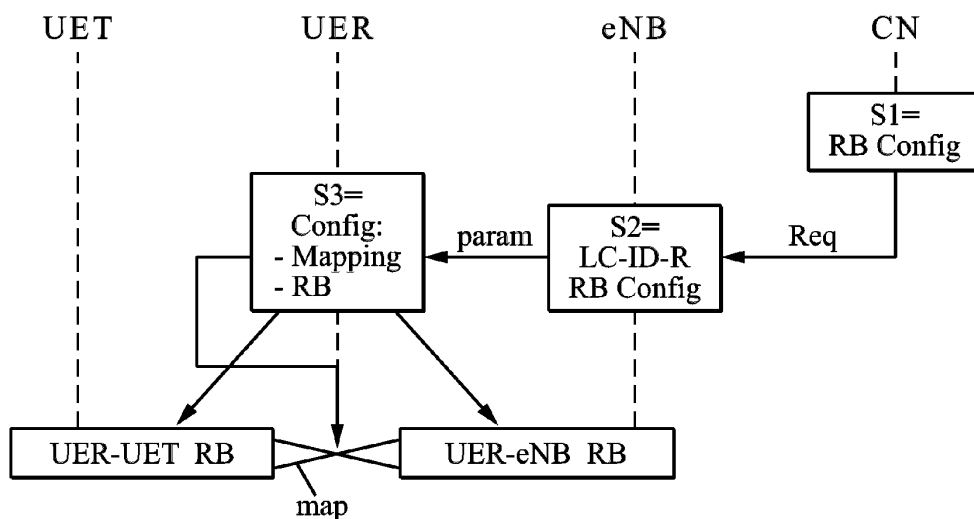 UET UER eNB CN
S1=
RB Config
S3=
Config:
- Mapping
- RB
param
S2=
LC-ID-R
RB Config
Req
UER-UET RB
UER-eNB RB
map